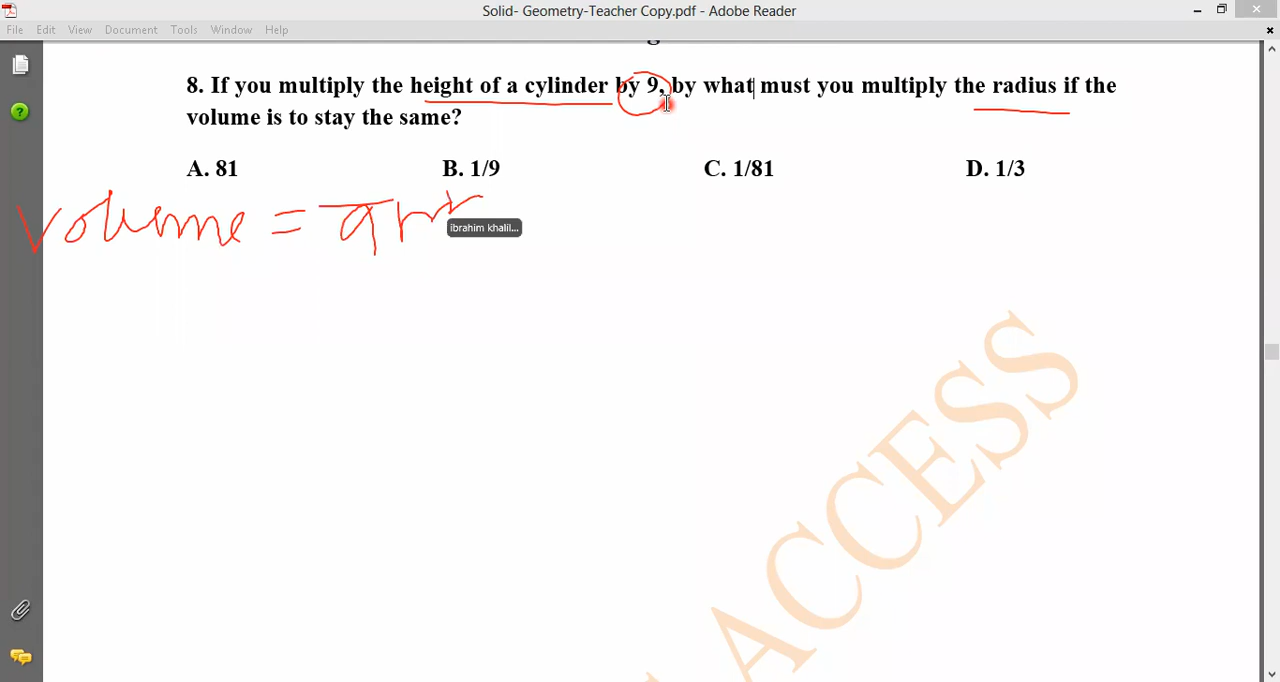 Solid- Geometry-Teacher Copy.pdf - Adobe Reader
File Edit View Document Tools Window Help
8. If you multiply the height of a cylinder by 9, by what must you multiply the radius if the
volume is to stay the same?
A. 81 B. 1/9 C. 1/81 D. 1/3
volume = πr
ibrahim khalil...
ACCESS